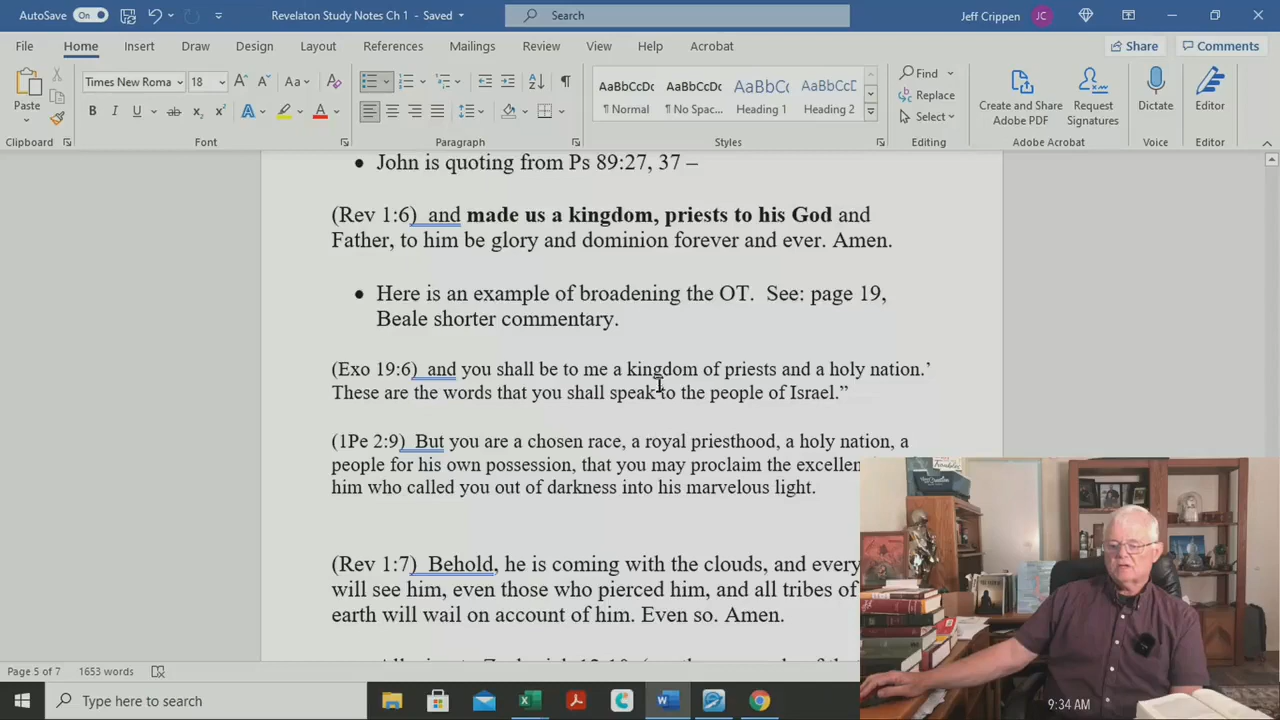 AutoSave On Revelaton Study Notes Ch 1 - Saved Search Jeff Crippen JC
File Home Insert Draw Design Layout References Mailings Review View Help Acrobat Share Comments
Times New Roma 18 Aa
Paste
B I U ab x₂ x² A A
AaBbCcDc AaBbCcDc AaBbCc AaBbCcD
¶ Normal ¶ No Spac... Heading 1 Heading 2
Find
Replace
Select
Create and Share Adobe PDF
Request Signatures
Dictate
Editor
Clipboard Font Paragraph Styles Editing Adobe Acrobat Voice Editor
• John is quoting from Ps 89:27, 37 –
(Rev 1:6) and made us a kingdom, priests to his God and
Father, to him be glory and dominion forever and ever. Amen.
• Here is an example of broadening the OT. See: page 19,
Beale shorter commentary.
(Exo 19:6) and you shall be to me a kingdom of priests and a holy nation.’
These are the words that you shall speak to the people of Israel.”
(1Pe 2:9) But you are a chosen race, a royal priesthood, a holy nation, a
people for his own possession, that you may proclaim the excellen
him who called you out of darkness into his marvelous light.
(Rev 1:7) Behold, he is coming with the clouds, and every
will see him, even those who pierced him, and all tribes of
earth will wail on account of him. Even so. Amen.
Page 5 of 7 1653 words
Type here to search
9:34 AM